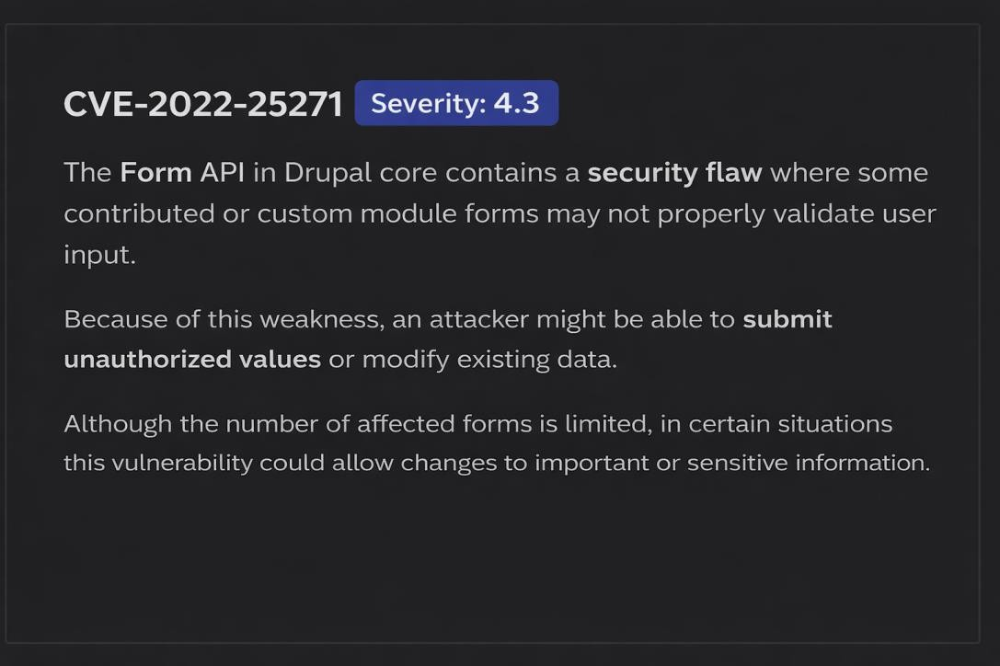 CVE-2022-25271 Severity: 4.3
The Form API in Drupal core contains a security flaw where some
contributed or custom module forms may not properly validate user
input.
Because of this weakness, an attacker might be able to submit
unauthorized values or modify existing data.
Although the number of affected forms is limited, in certain situations
this vulnerability could allow changes to important or sensitive information.